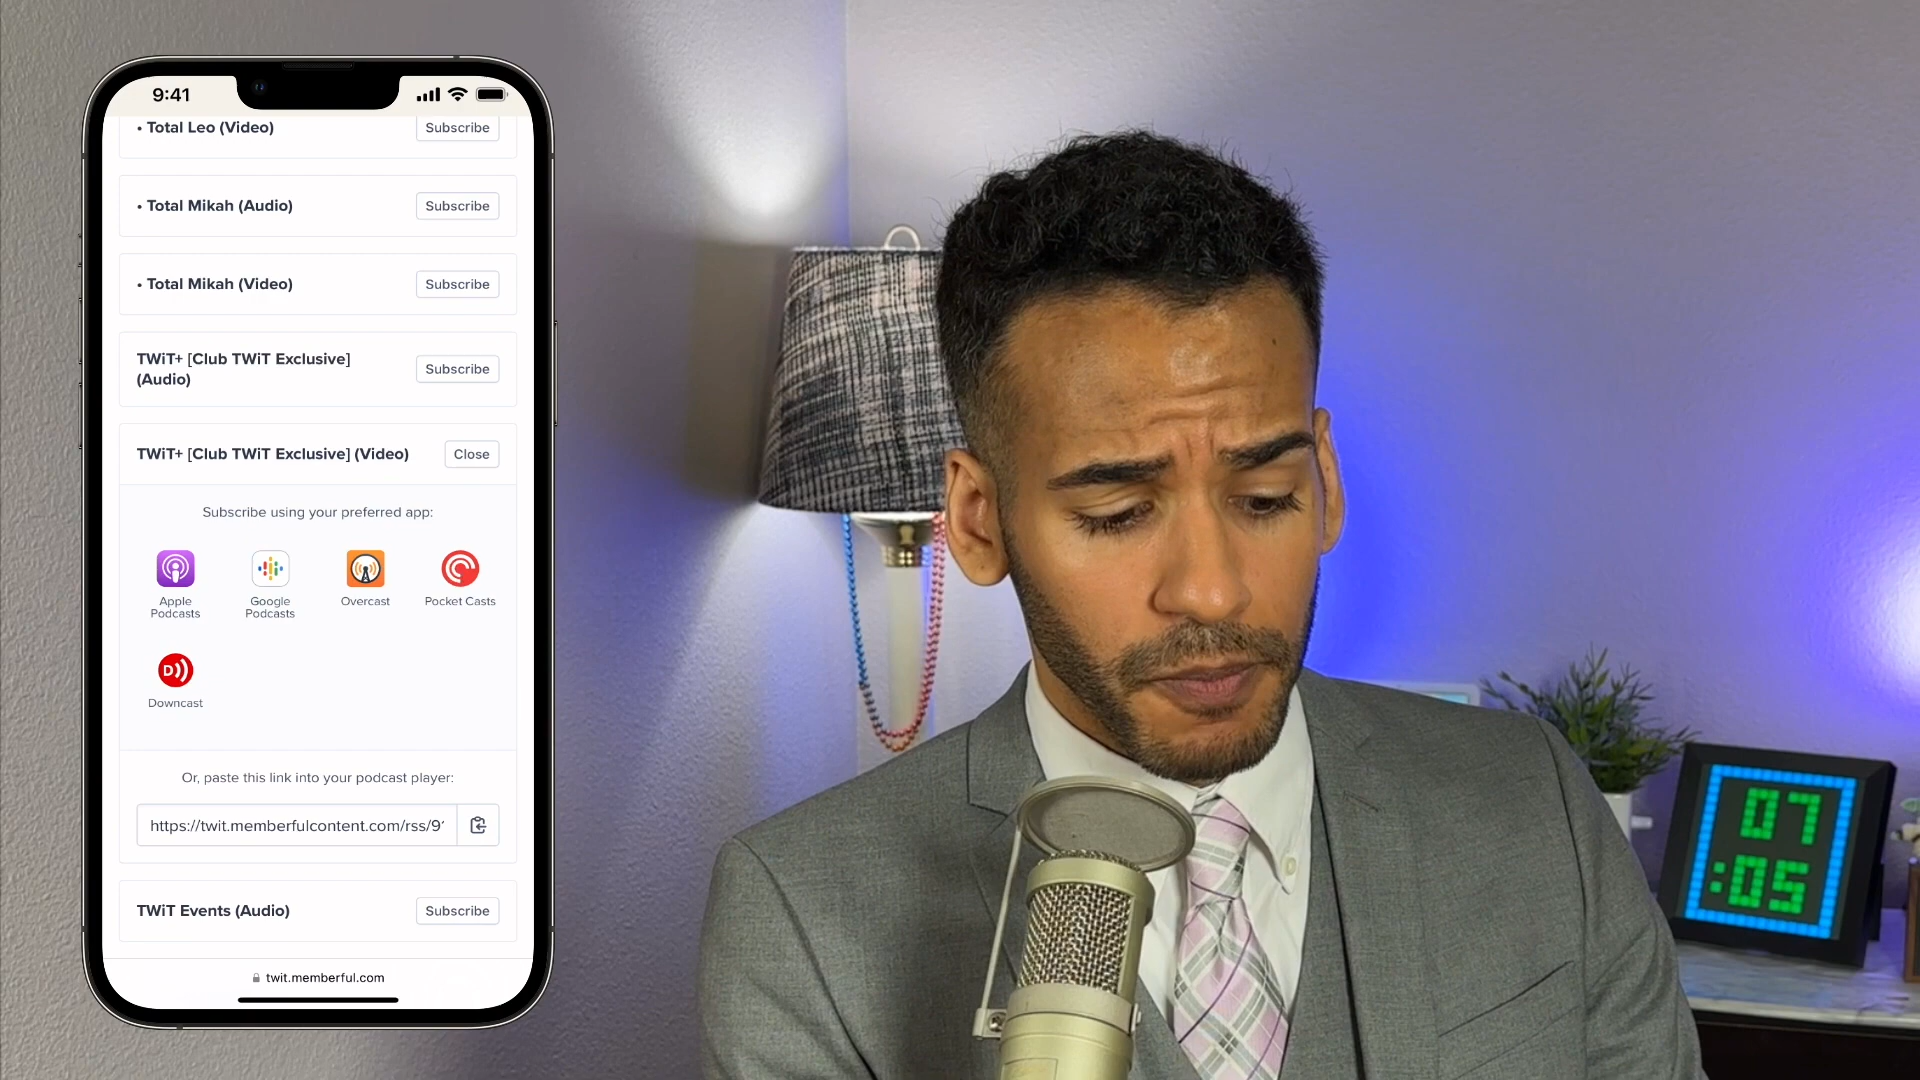 9:41
• Total Leo (Video)
Subscribe
• Total Mikah (Audio)
Subscribe
• Total Mikah (Video)
Subscribe
TWiT+ [Club TWiT Exclusive]
(Audio)
Subscribe
TWiT+ [Club TWiT Exclusive] (Video)
Close
Subscribe using your preferred app:
Apple
Podcasts
Google
Podcasts
Overcast
Pocket Casts
D
Downcast
Or, paste this link into your podcast player:
https://twit.memberfulcontent.com/rss/9
TWiT Events (Audio)
Subscribe
twit.memberful.com
07
:05